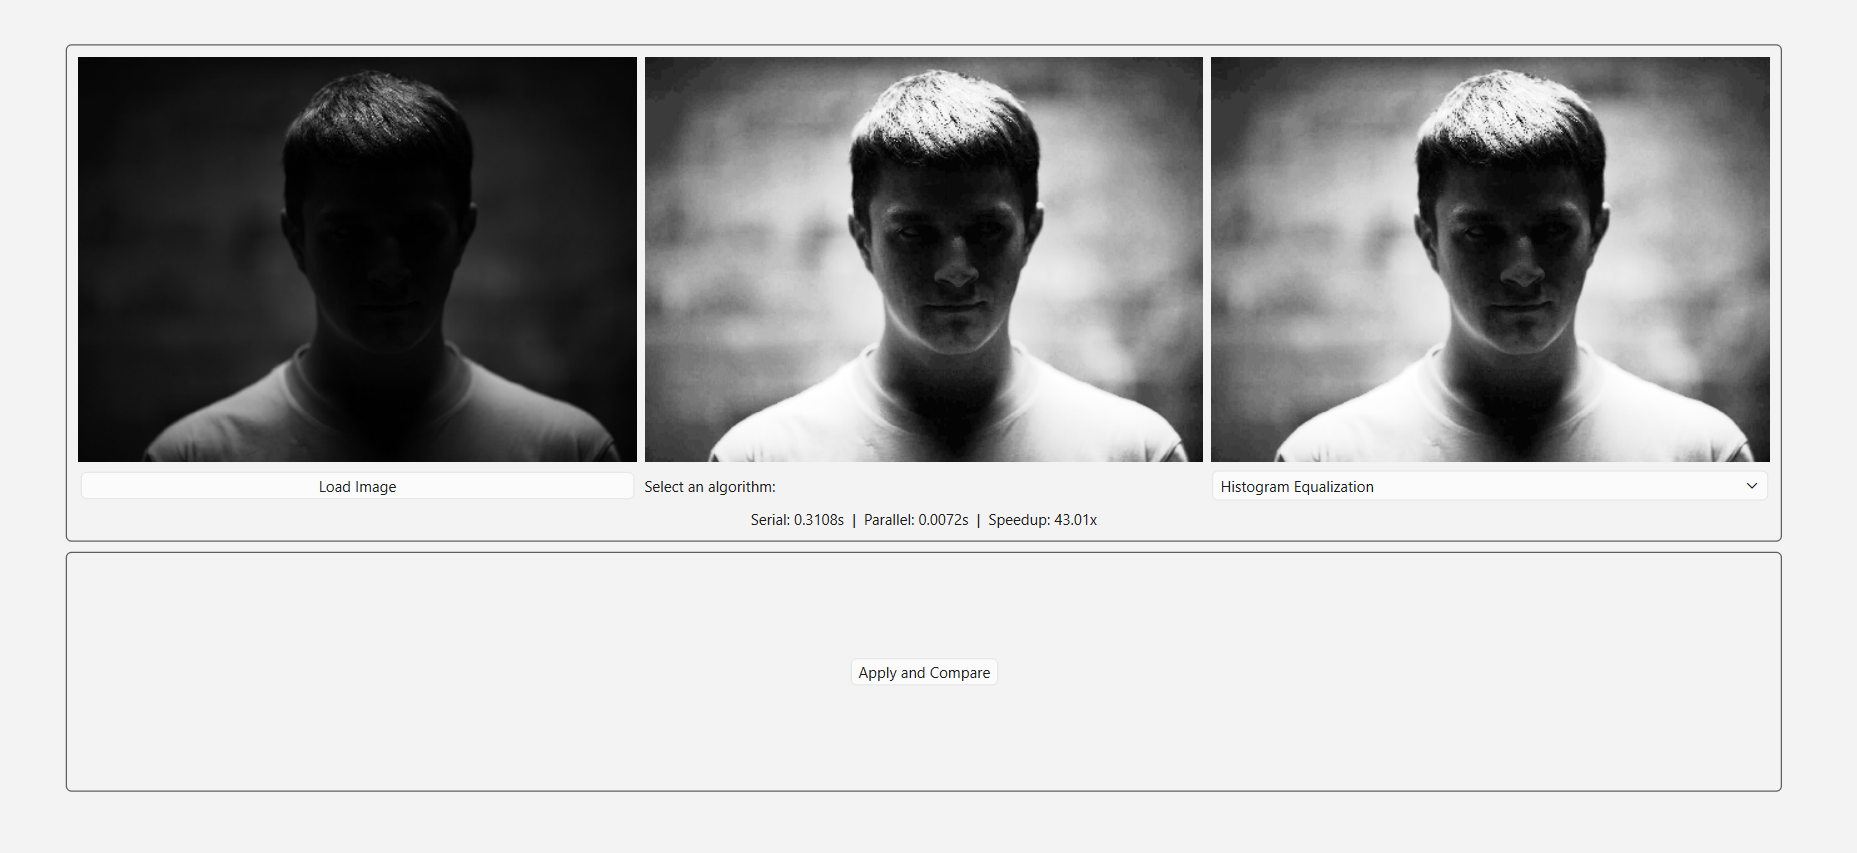 Load Image
Select an algorithm:
Histogram Equalization
Serial: 0.3108s | Parallel: 0.0072s | Speedup: 43.01x
Apply and Compare